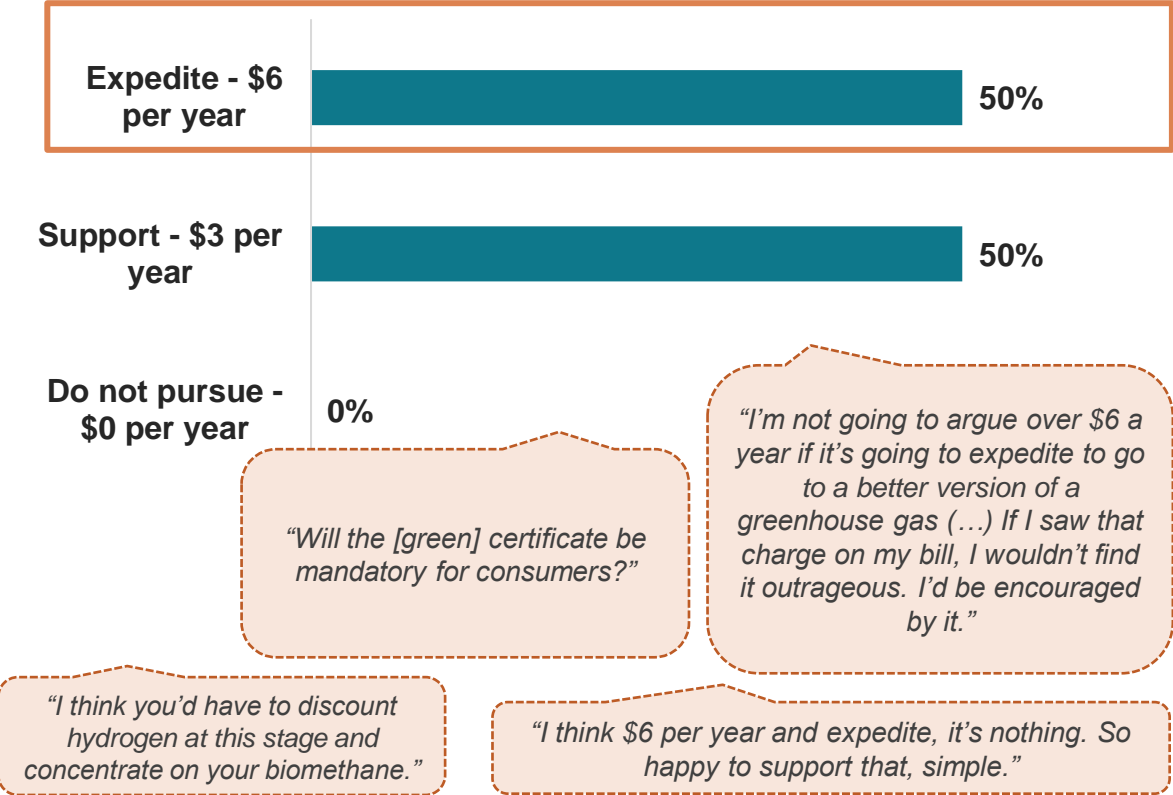 Expedite - $6
per year
50%
Support - $3 per
year
50%
Do not pursue -
$0 per year
0%
“I’m not going to argue over $6 a
year if it’s going to expedite to go
to a better version of a
greenhouse gas (…) If I saw that
charge on my bill, I wouldn’t find
it outrageous. I’d be encouraged
by it.”
“Will the [green] certificate be
mandatory for consumers?”
“I think you’d have to discount
hydrogen at this stage and
concentrate on your biomethane.”
“I think $6 per year and expedite, it’s nothing. So
happy to support that, simple.”